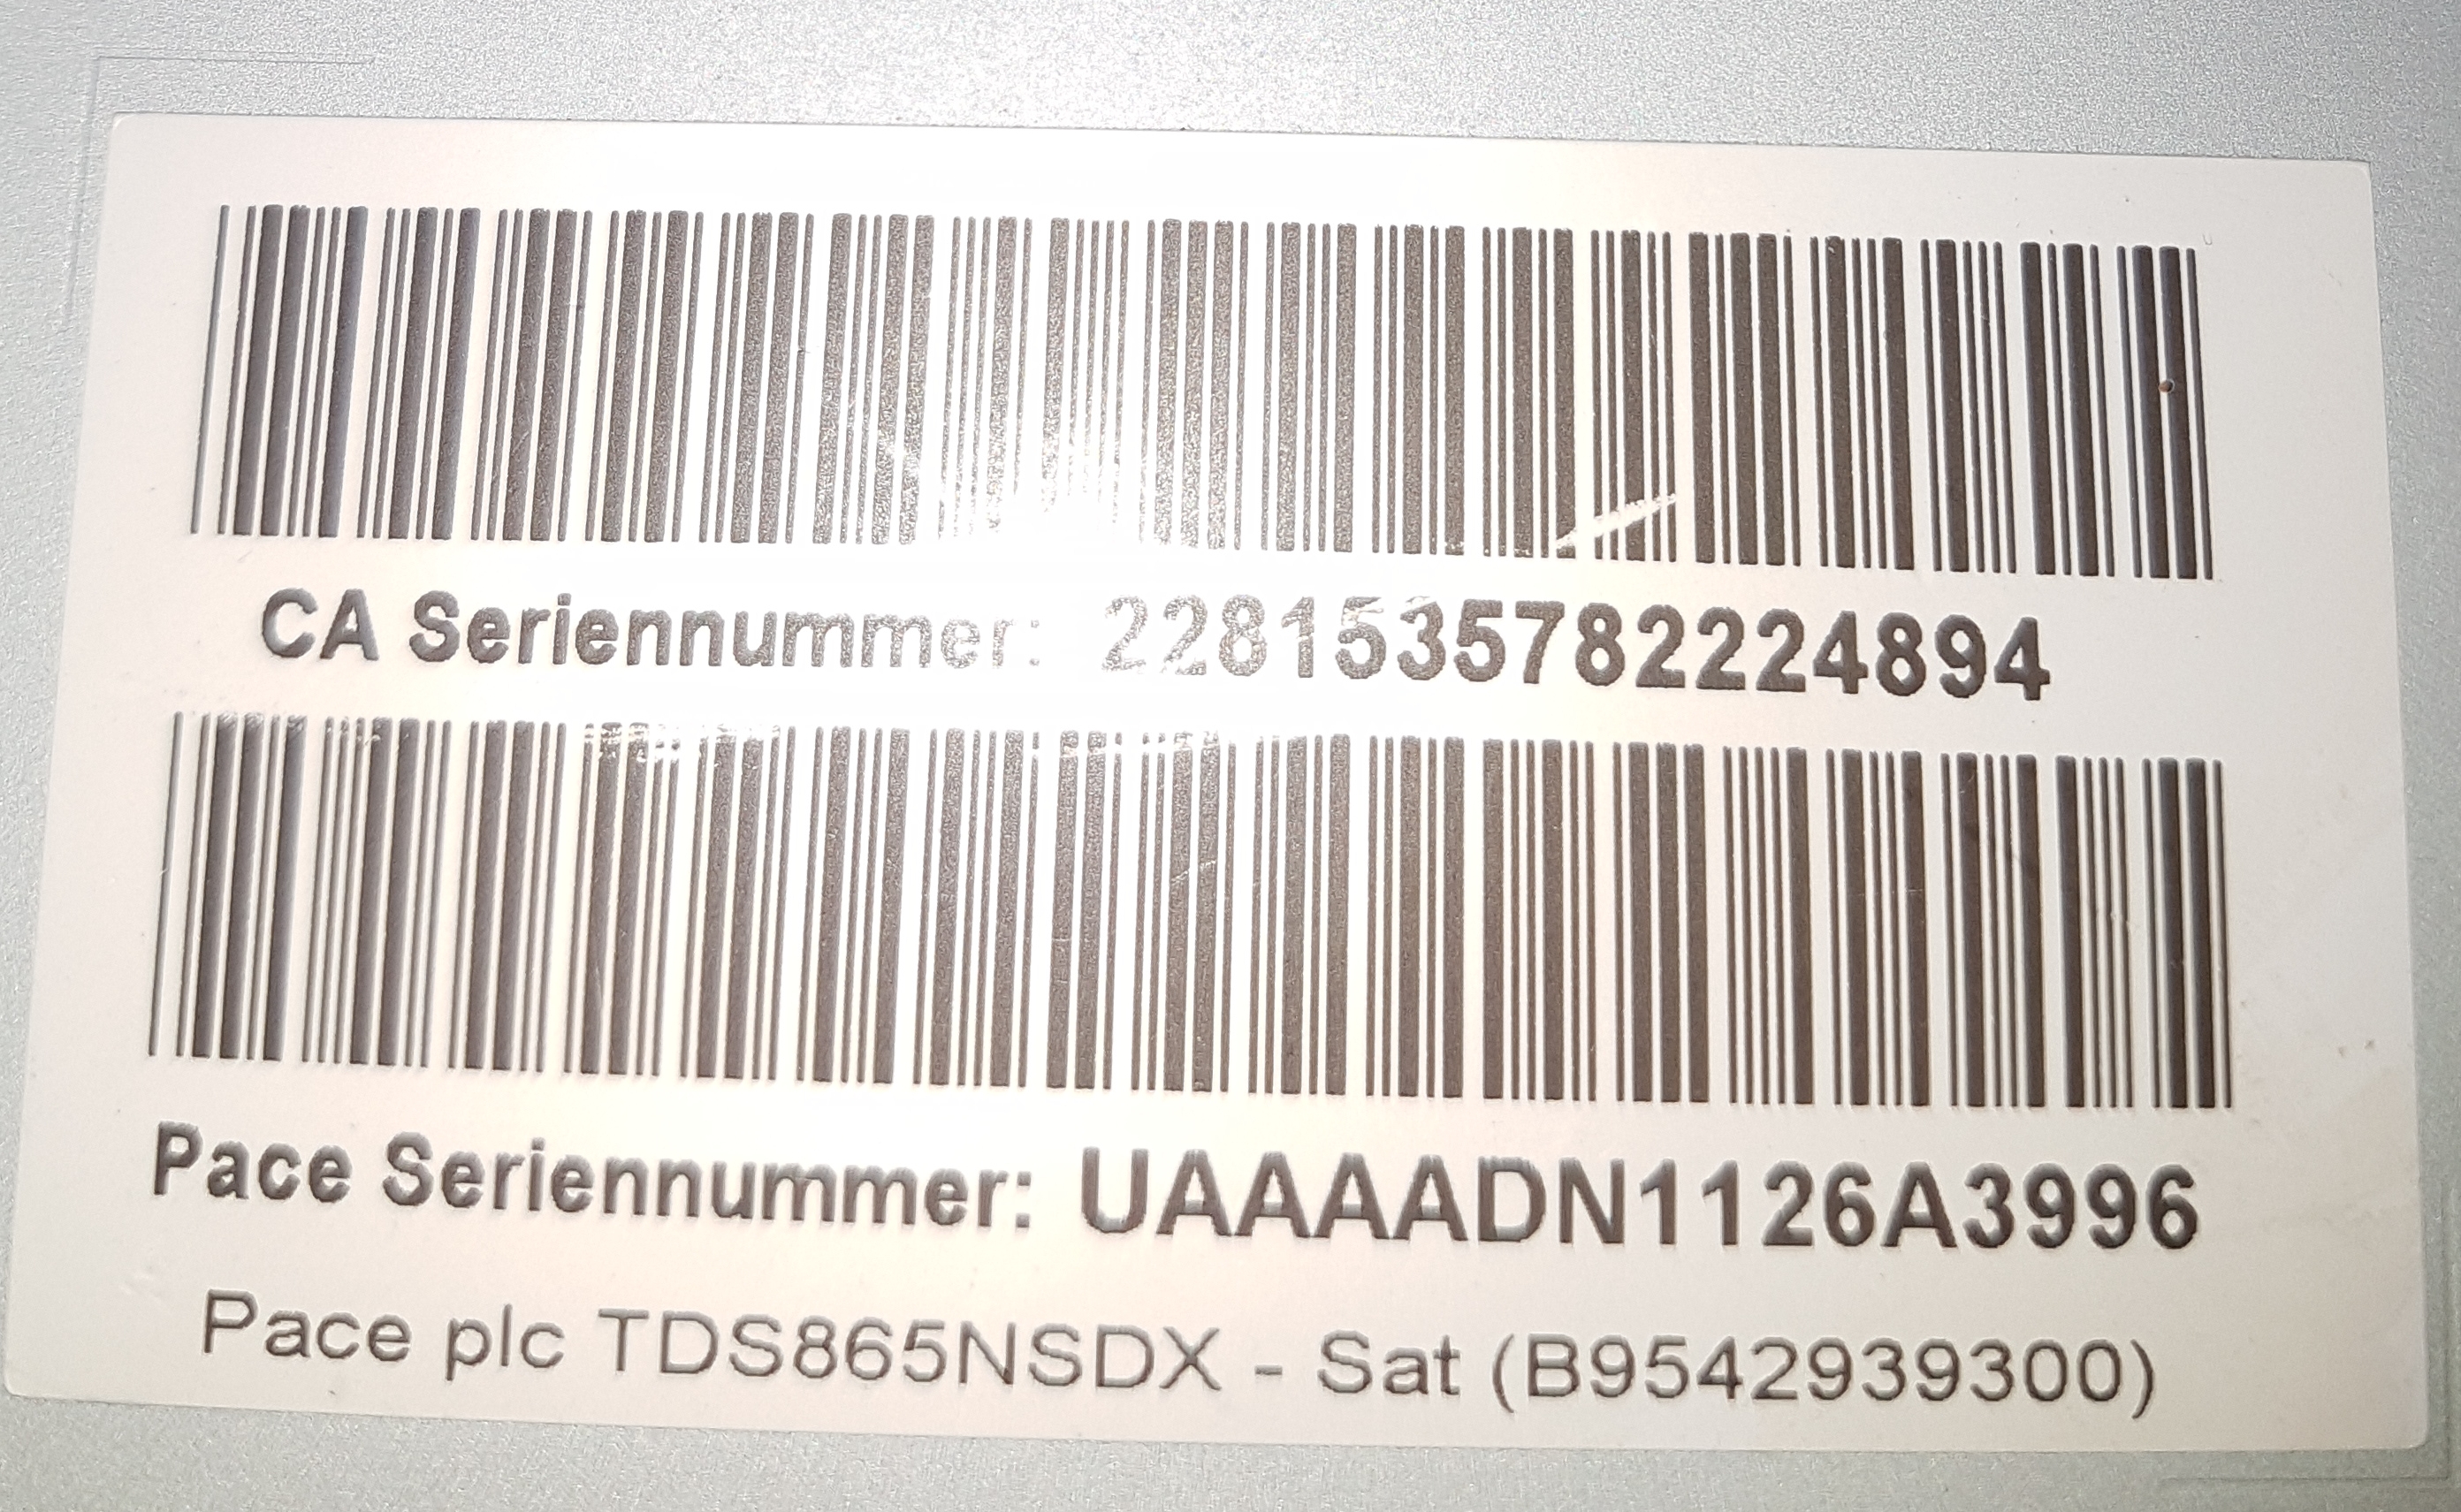 CA Seriennummer: 2281535782224894
Pace Seriennummer: UAAAADN1126A3996
Pace plc TDS865NSDX - Sat (B9542939300)